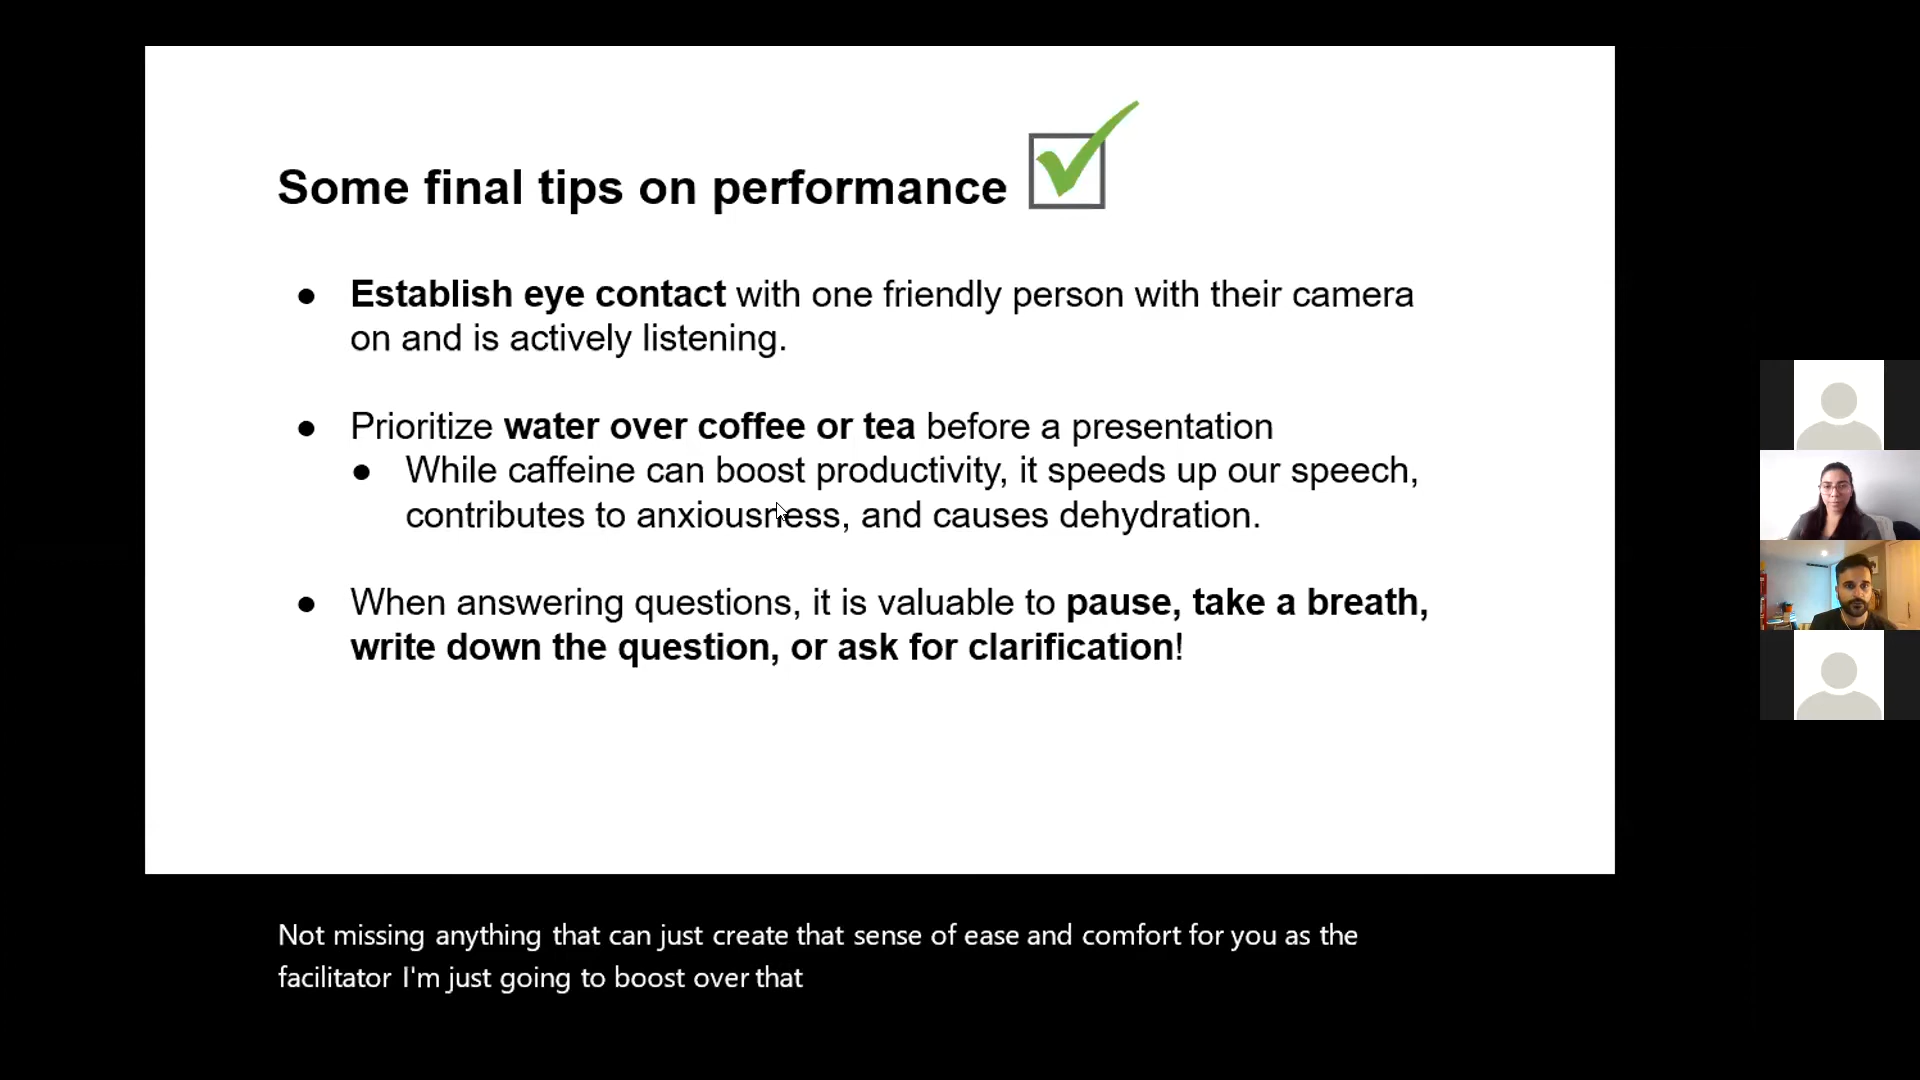 Some final tips on performance
● Establish eye contact with one friendly person with their camera
on and is actively listening.
● Prioritize water over coffee or tea before a presentation
● While caffeine can boost productivity, it speeds up our speech,
contributes to anxiousness, and causes dehydration.
● When answering questions, it is valuable to pause, take a breath,
write down the question, or ask for clarification!
Not missing anything that can just create that sense of ease and comfort for you as the
facilitator I'm just going to boost over that